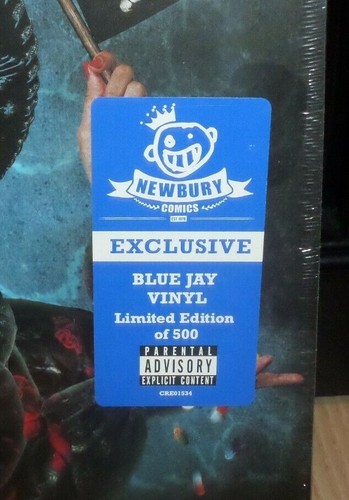 NEWBURY
COMICS
EXCLUSIVE
BLUE JAY
VINYL
Limited Edition
of 500
PARENTAL
ADVISORY
EXPLICIT CONTENT
CRE01534